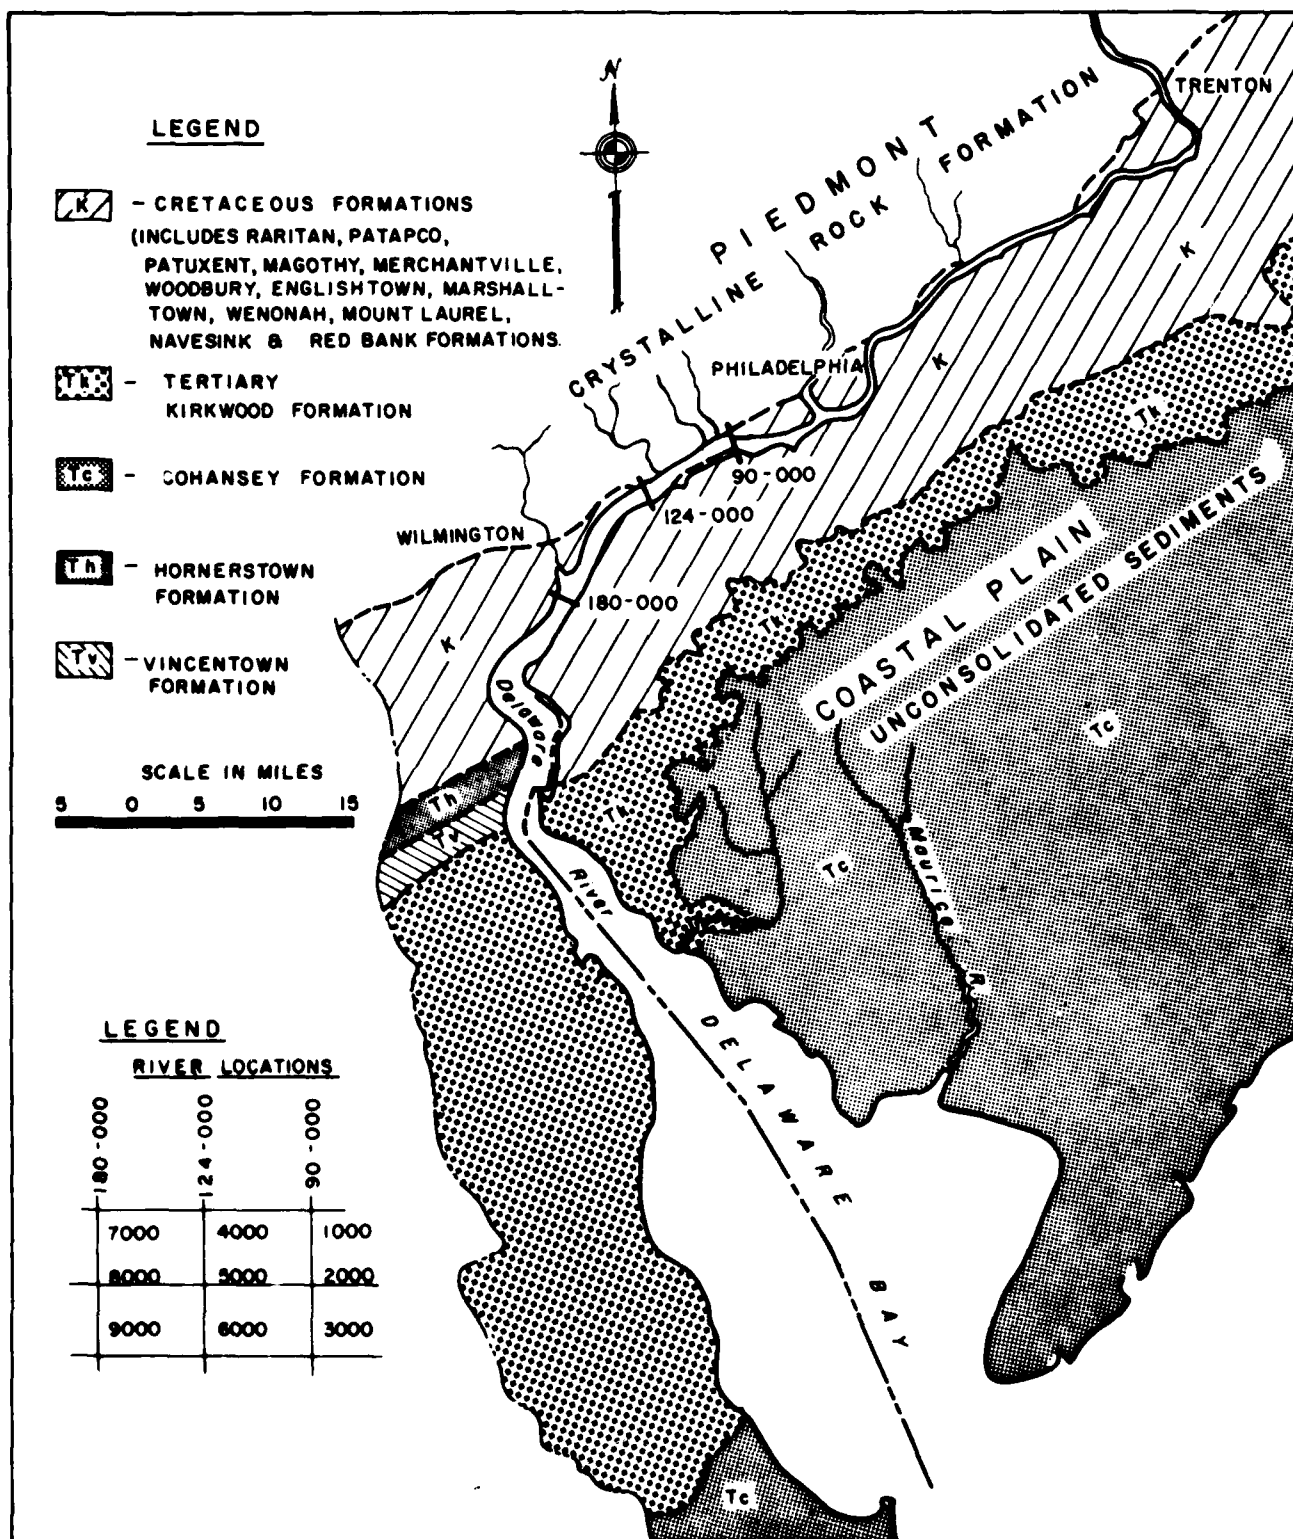 N
LEGEND
K - CRETACEOUS FORMATIONS
(INCLUDES RARITAN, PATAPCO,
PATUXENT, MAGOTHY, MERCHANTVILLE,
WOODBURY, ENGLISHTOWN, MARSHALL-
TOWN, WENONAH, MOUNT LAUREL,
NAVESINK & RED BANK FORMATIONS.
Tk - TERTIARY
KIRKWOOD FORMATION
Tc - COHANSEY FORMATION
Th - HORNERSTOWN
FORMATION
Tv - VINCENTOWN
FORMATION
SCALE IN MILES
5 0 5 10 15
LEGEND
RIVER LOCATIONS
180-000 124-000 90-000
7000 4000 1000
8000 5000 2000
9000 6000 3000
PIEDMONT
CRYSTALLINE ROCK FORMATION
TRENTON
PHILADELPHIA
WILMINGTON
90-000
124-000
180-000
K
K
K
Tk
Tk
Tk
Th
Tv
Tc
Tc
Tc
COASTAL PLAIN
UNCONSOLIDATED SEDIMENTS
Delaware
River
Maurice R.
DELAWARE
BAY